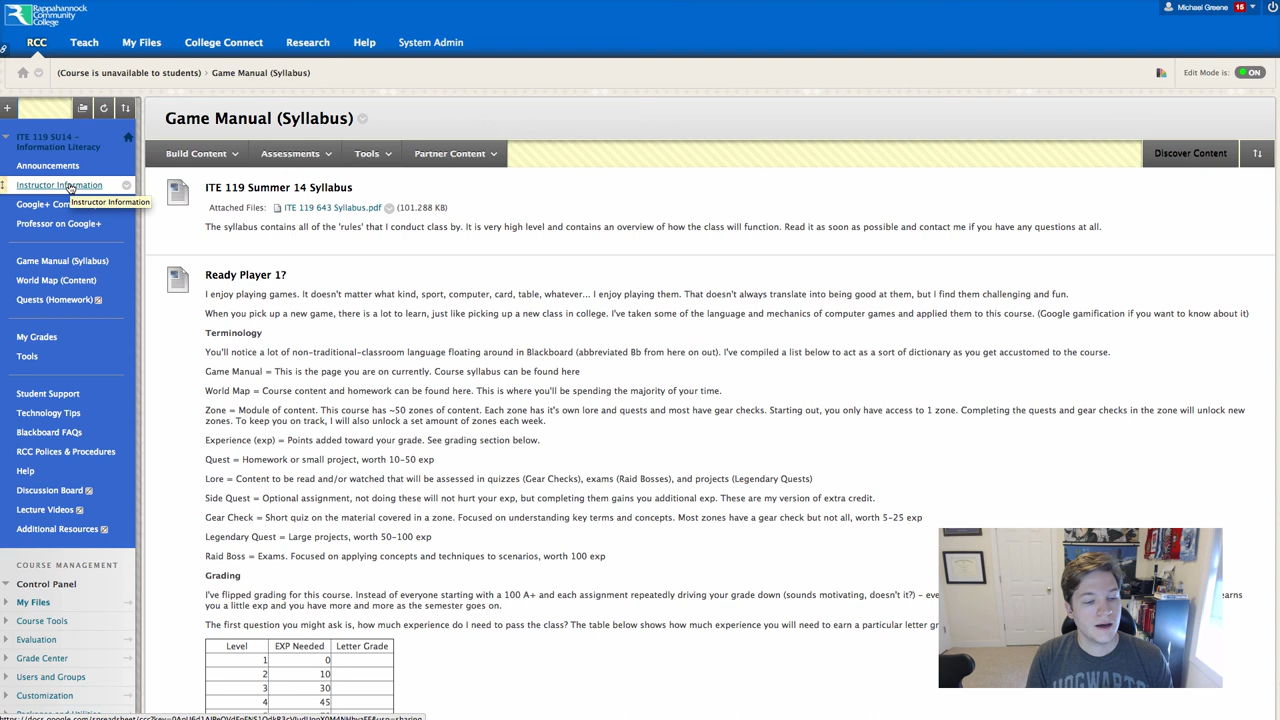 Rappahannock
Community
College
Michael Greene 15
RCC Teach My Files College Connect Research Help System Admin
(Course is unavailable to students) › Game Manual (Syllabus)
Edit Mode is: ON
ITE 119 SU14 –
Information Literacy
Announcements
Instructor Information
Instructor Information
Google+ Com
Professor on Google+
Game Manual (Syllabus)
World Map (Content)
Quests (Homework)
My Grades
Tools
Student Support
Technology Tips
Blackboard FAQs
RCC Polices & Procedures
Help
Discussion Board
Lecture Videos
Additional Resources
COURSE MANAGEMENT
Control Panel
My Files
Course Tools
Evaluation
Grade Center
Users and Groups
Customization
Game Manual (Syllabus)
Build Content Assessments Tools Partner Content Discover Content
ITE 119 Summer 14 Syllabus
Attached Files: ITE 119 643 Syllabus.pdf (101.288 KB)
The syllabus contains all of the 'rules' that I conduct class by. It is very high level and contains an overview of how the class will function. Read it as soon as possible and contact me if you have any questions at all.
Ready Player 1?
I enjoy playing games. It doesn't matter what kind, sport, computer, card, table, whatever... I enjoy playing them. That doesn't always translate into being good at them, but I find them challenging and fun.
When you pick up a new game, there is a lot to learn, just like picking up a new class in college. I've taken some of the language and mechanics of computer games and applied them to this course. (Google gamification if you want to know about it)
Terminology
You'll notice a lot of non-traditional-classroom language floating around in Blackboard (abbreviated Bb from here on out). I've compiled a list below to act as a sort of dictionary as you get accustomed to the course.
Game Manual = This is the page you are on currently. Course syllabus can be found here
World Map = Course content and homework can be found here. This is where you'll be spending the majority of your time.
Zone = Module of content. This course has ~50 zones of content. Each zone has it's own lore and quests and most have gear checks. Starting out, you only have access to 1 zone. Completing the quests and gear checks in the zone will unlock new
zones. To keep you on track, I will also unlock a set amount of zones each week.
Experience (exp) = Points added toward your grade. See grading section below.
Quest = Homework or small project, worth 10-50 exp
Lore = Content to be read and/or watched that will be assessed in quizzes (Gear Checks), exams (Raid Bosses), and projects (Legendary Quests)
Side Quest = Optional assignment, not doing these will not hurt your exp, but completing them gains you additional exp. These are my version of extra credit.
Gear Check = Short quiz on the material covered in a zone. Focused on understanding key terms and concepts. Most zones have a gear check but not all, worth 5-25 exp
Legendary Quest = Large projects, worth 50-100 exp
Raid Boss = Exams. Focused on applying concepts and techniques to scenarios, worth 100 exp
Grading
I've flipped grading for this course. Instead of everyone starting with a 100 A+ and each assignment repeatedly driving your grade down (sounds motivating, doesn't it?) – eve earns
you a little exp and you have more and more as the semester goes on.
The first question you might ask is, how much experience do I need to pass the class? The table below shows how much experience you will need to earn a particular letter gr
Level EXP Needed Letter Grade
1 0
2 10
3 30
4 45